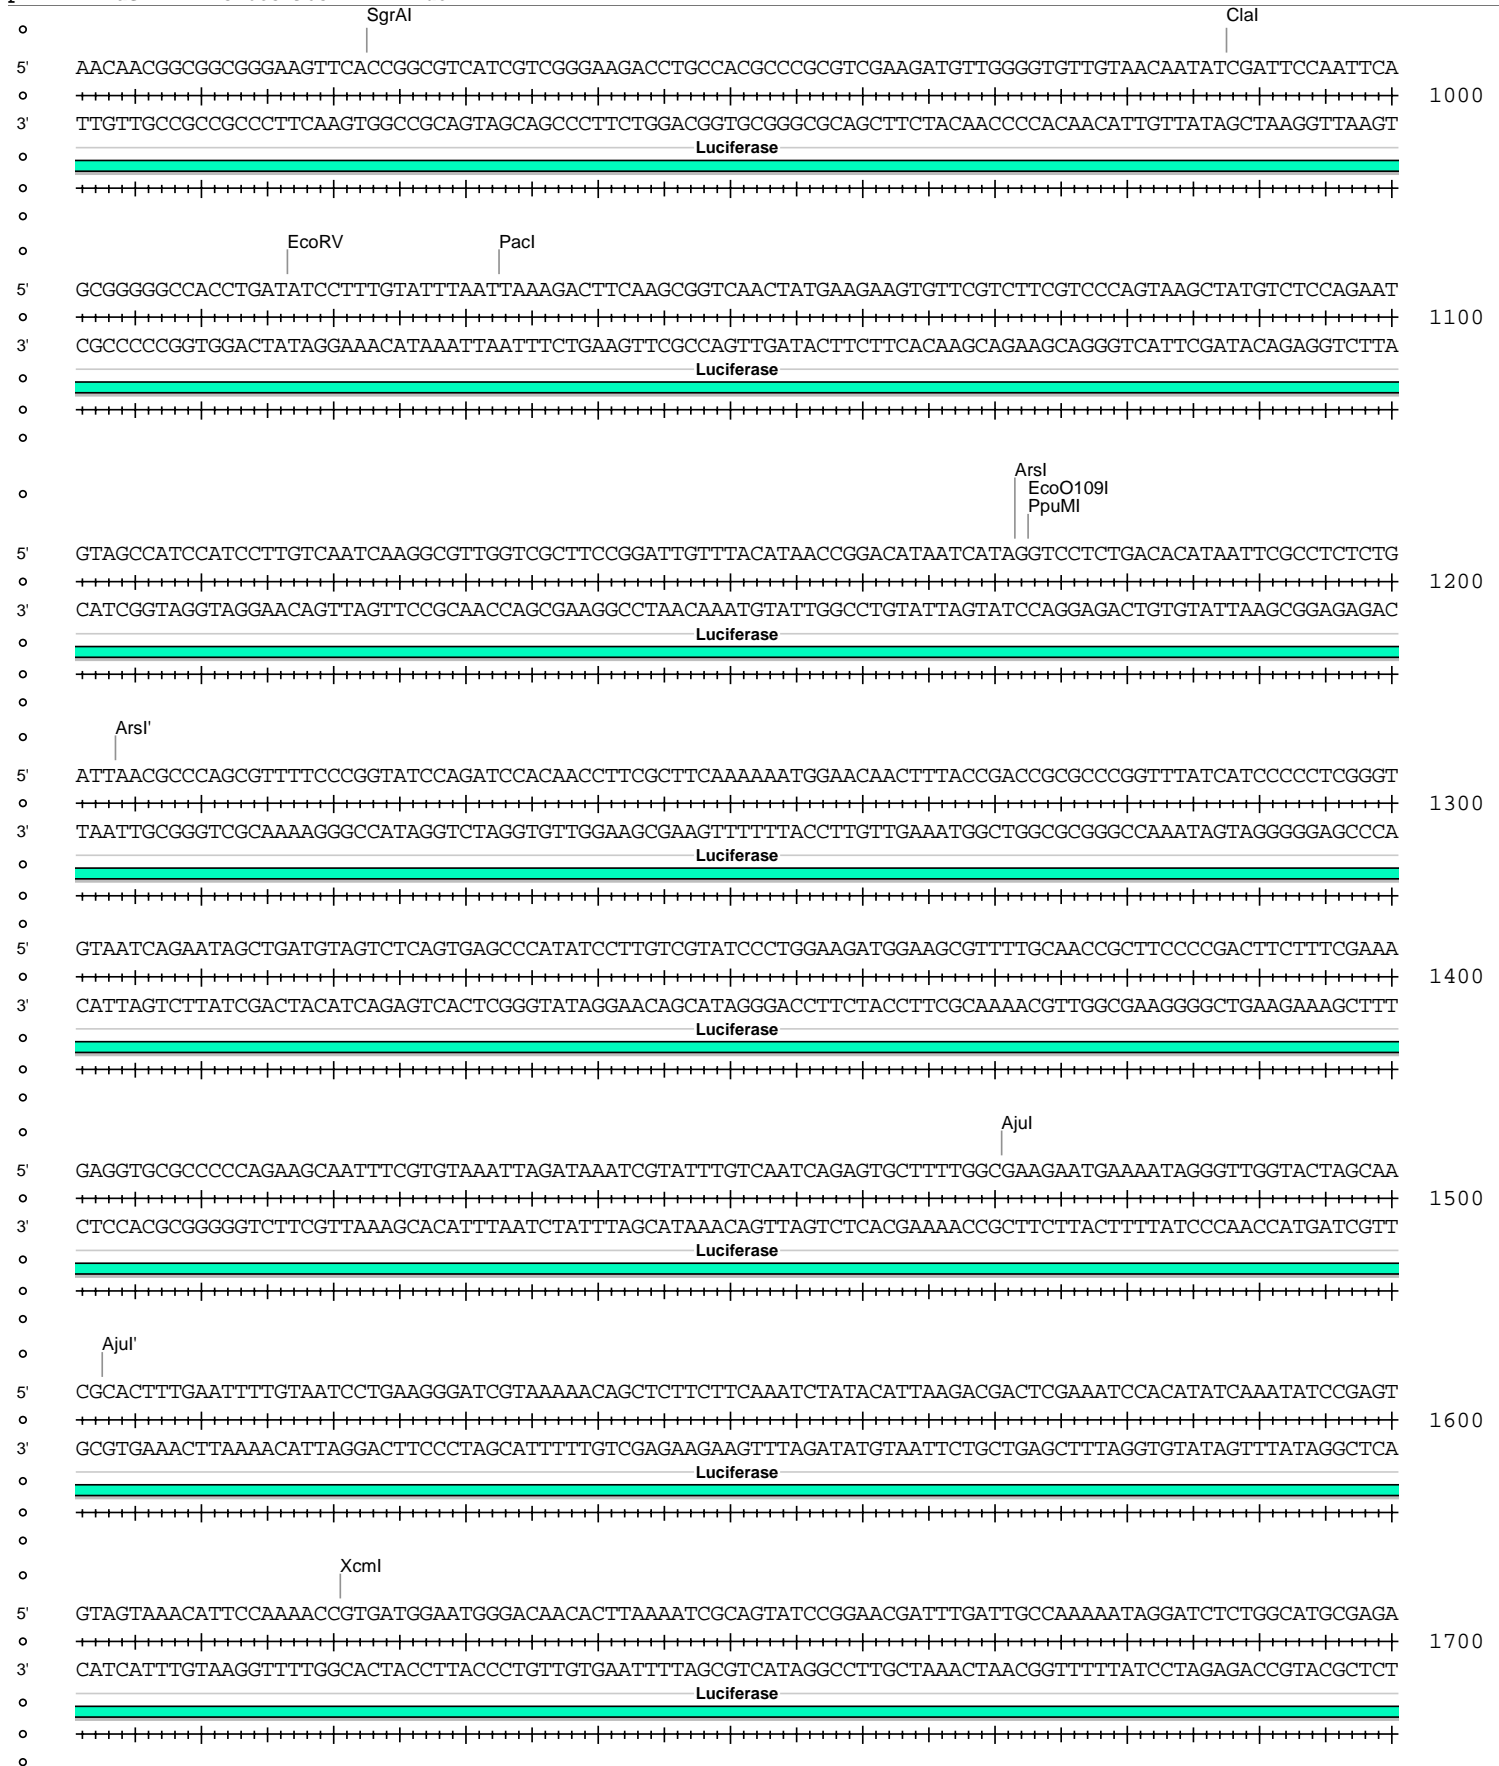 SgrAI ClaI
5' AACAACGGCGGCGGGAAGTTCACCGGCGTCATCGTCGGGAAGACCTGCCACGCCCGCGTCGAAGATGTTGGGGTGTTGTAACAATATCGATTCCAATTCA
1000
3' TTGTTGCCGCCGCCCTTCAAGTGGCCGCAGTAGCAGCCCTTCTGGACGGTGCGGGCGCAGCTTCTACAACCCCACAACATTGTTATAGCTAAGGTTAAGT
Luciferase
EcoRV PacI
5' GCGGGGGCCACCTGATATCCTTTGTATTTAATTAAAGACTTCAAGCGGTCAACTATGAAGAAGTGTTCGTCTTCGTCCCAGTAAGCTATGTCTCCAGAAT
1100
3' CGCCCCCGGTGGACTATAGGAAACATAAATTAATTTCTGAAGTTCGCCAGTTGATACTTCTTCACAAGCAGAAGCAGGGTCATTCGATACAGAGGTCTTA
Luciferase
ArsI
EcoO109I
PpuMI
5' GTAGCCATCCATCCTTGTCAATCAAGGCGTTGGTCGCTTCCGGATTGTTTACATAACCGGACATAATCATAGGTCCTCTGACACATAATTCGCCTCTCTG
1200
3' CATCGGTAGGTAGGAACAGTTAGTTCCGCAACCAGCGAAGGCCTAACAAATGTATTGGCCTGTATTAGTATCCAGGAGACTGTGTATTAAGCGGAGAGAC
Luciferase
ArsI'
5' ATTAACGCCCAGCGTTTTCCCGGTATCCAGATCCACAACCTTCGCTTCAAAAAATGGAACAACTTTACCGACCGCGCCCGGTTTATCATCCCCCTCGGGT
1300
3' TAATTGCGGGTCGCAAAAGGGCCATAGGTCTAGGTGTTGGAAGCGAAGTTTTTTACCTTGTTGAAATGGCTGGCGCGGGCCAAATAGTAGGGGGAGCCCA
Luciferase
5' GTAATCAGAATAGCTGATGTAGTCTCAGTGAGCCCATATCCTTGTCGTATCCCTGGAAGATGGAAGCGTTTTGCAACCGCTTCCCCGACTTCTTTCGAAA
1400
3' CATTAGTCTTATCGACTACATCAGAGTCACTCGGGTATAGGAACAGCATAGGGACCTTCTACCTTCGCAAAACGTTGGCGAAGGGGCTGAAGAAAGCTTT
Luciferase
AjuI
5' GAGGTGCGCCCCCAGAAGCAATTTCGTGTAAATTAGATAAATCGTATTTGTCAATCAGAGTGCTTTTGGCGAAGAATGAAAATAGGGTTGGTACTAGCAA
1500
3' CTCCACGCGGGGGTCTTCGTTAAAGCACATTTAATCTATTTAGCATAAACAGTTAGTCTCACGAAAACCGCTTCTTACTTTTATCCCAACCATGATCGTT
Luciferase
AjuI'
5' CGCACTTTGAATTTTGTAATCCTGAAGGGATCGTAAAAACAGCTCTTCTTCAAATCTATACATTAAGACGACTCGAAATCCACATATCAAATATCCGAGT
1600
3' GCGTGAAACTTAAAACATTAGGACTTCCCTAGCATTTTTGTCGAGAAGAAGTTTAGATATGTAATTCTGCTGAGCTTTAGGTGTATAGTTTATAGGCTCA
Luciferase
XcmI
5' GTAGTAAACATTCCAAAACCGTGATGGAATGGGACAACACTTAAAATCGCAGTATCCGGAACGATTTGATTGCCAAAAATAGGATCTCTGGCATGCGAGA
1700
3' CATCATTTGTAAGGTTTTGGCACTACCTTACCCTGTTGTGAATTTTAGCGTCATAGGCCTTGCTAAACTAACGGTTTTTATCCTAGAGACCGTACGCTCT
Luciferase